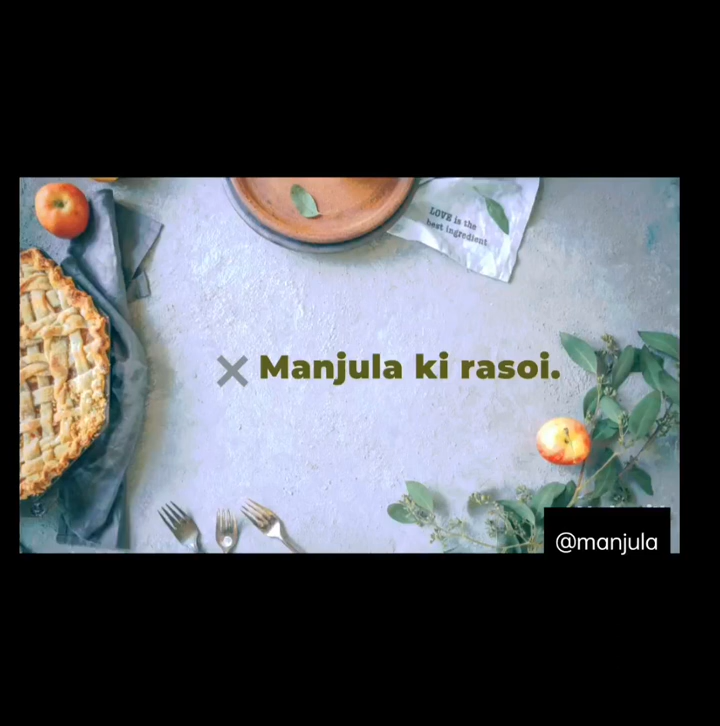 LOVE is the
best ingredient.
Manjula ki rasoi.
@manjula